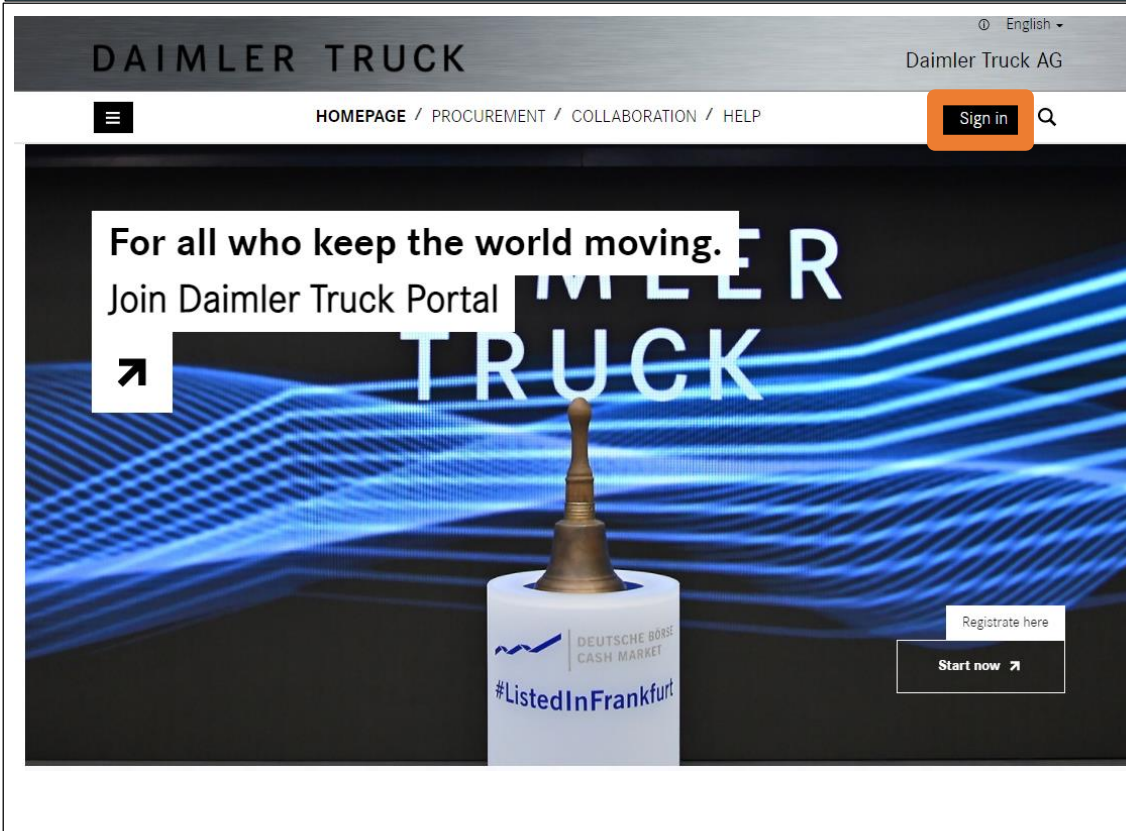 English
DAIMLER TRUCK
Daimler Truck AG
HOMEPAGE / PROCUREMENT / COLLABORATION / HELP
Sign in
For all who keep the world moving.
Join Daimler Truck Portal
TRUCK
DEUTSCHE BÖRSE
CASH MARKET
#ListedInFrankfurt
Registrate here
Start now